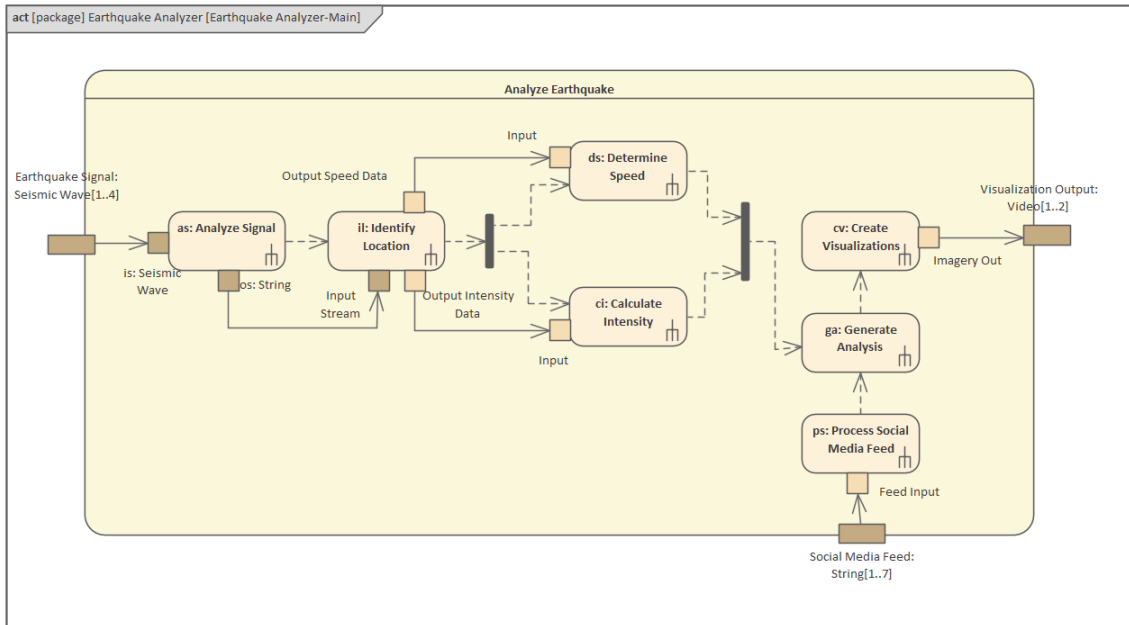 act [package] Earthquake Analyzer [Earthquake Analyzer-Main]
Analyze Earthquake
Earthquake Signal:
Seismic Wave[1..4]
is: Seismic
Wave
as: Analyze Signal
os: String
Output Speed Data
il: Identify
Location
Input
Stream
Output Intensity
Data
Input
ds: Determine
Speed
ci: Calculate
Intensity
Input
cv: Create
Visualizations
Imagery Out
Visualization Output:
Video[1..2]
ga: Generate
Analysis
ps: Process Social
Media Feed
Feed Input
Social Media Feed:
String[1..7]